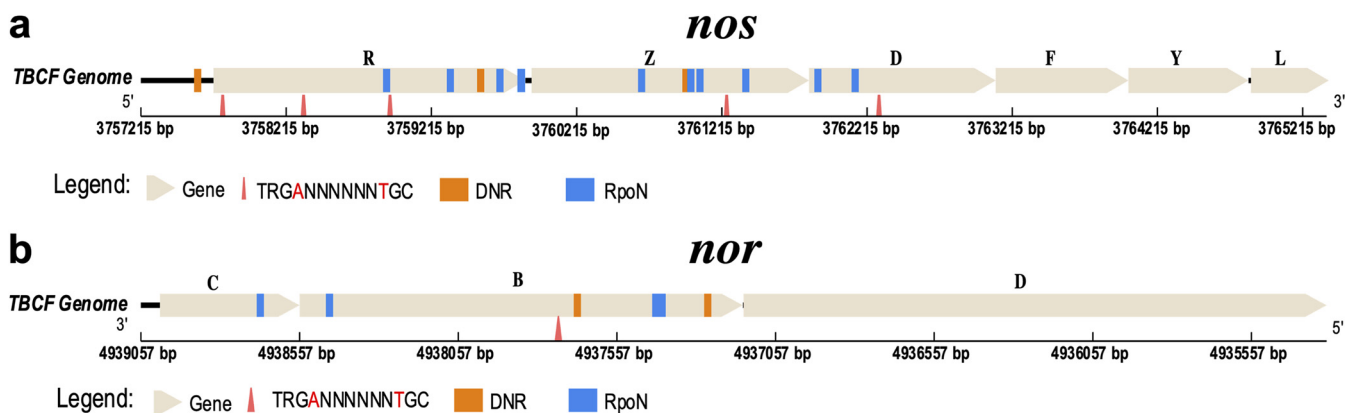 a
nos
R Z D F Y L
TBCF Genome
5' 3'
3757215 bp 3758215 bp 3759215 bp 3760215 bp 3761215 bp 3762215 bp 3763215 bp 3764215 bp 3765215 bp
Legend: Gene TRGANNNNNNTGC DNR RpoN
b
nor
C B D
TBCF Genome
3' 5'
4939057 bp 4938557 bp 4938057 bp 4937557 bp 4937057 bp 4936557 bp 4936057 bp 4935557 bp
Legend: Gene TRGANNNNNNTGC DNR RpoN